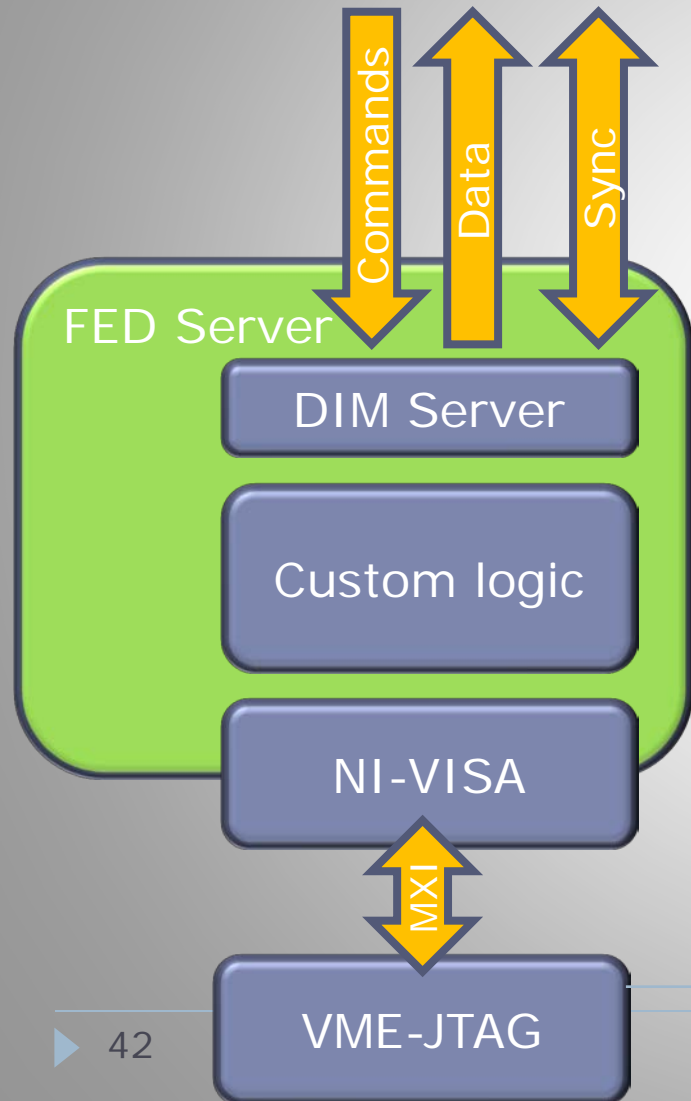 Commands
Data
Sync
FED Server
DIM Server
Custom logic
NI-VISA
MXI
VME-JTAG
42